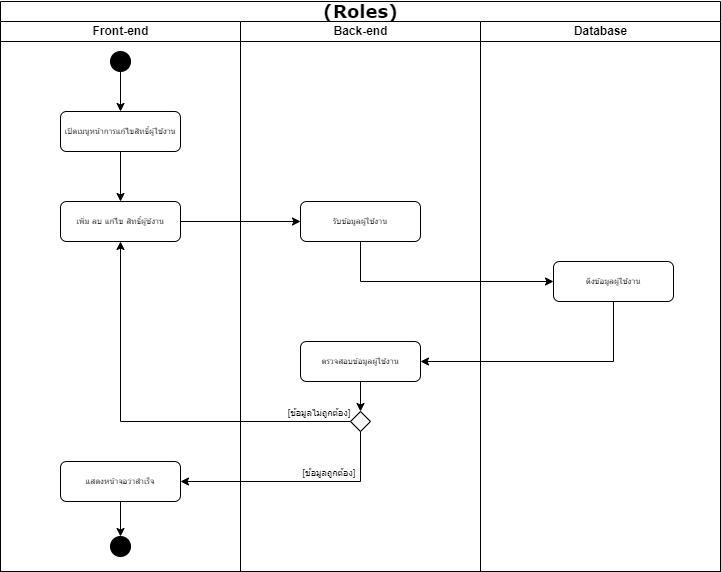 (Roles)
Front-end
Back-end
Database
เปิดเมนูหน้าการแก้ไขสิทธิ์ผู้ใช้งาน
เพิ่ม ลบ แก้ไข สิทธิ์ผู้ช้งาน
รับข้อมูลผู้ใช้งาน
ดึงข้อมูลผู้ใช้งาน
ตรวจสอบข้อมูลผู้ใช้งาน
[ข้อมูลไม่ถูกต้อง]
[ข้อมูลถูกต้อง]
แสดงหน้าจอว่าสำเร็จ